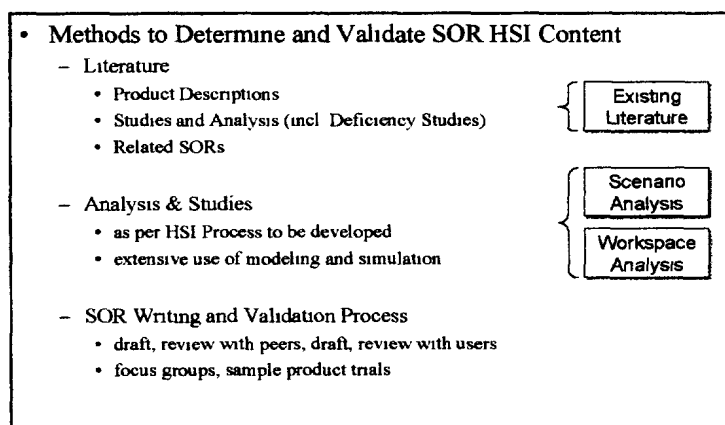 • Methods to Determine and Validate SOR HSI Content
– Literature
• Product Descriptions
• Studies and Analysis (incl Deficiency Studies)
• Related SORs
Existing
Literature
– Analysis & Studies
• as per HSI Process to be developed
• extensive use of modeling and simulation
Scenario
Analysis
Workspace
Analysis
– SOR Writing and Validation Process
• draft, review with peers, draft, review with users
• focus groups, sample product trials